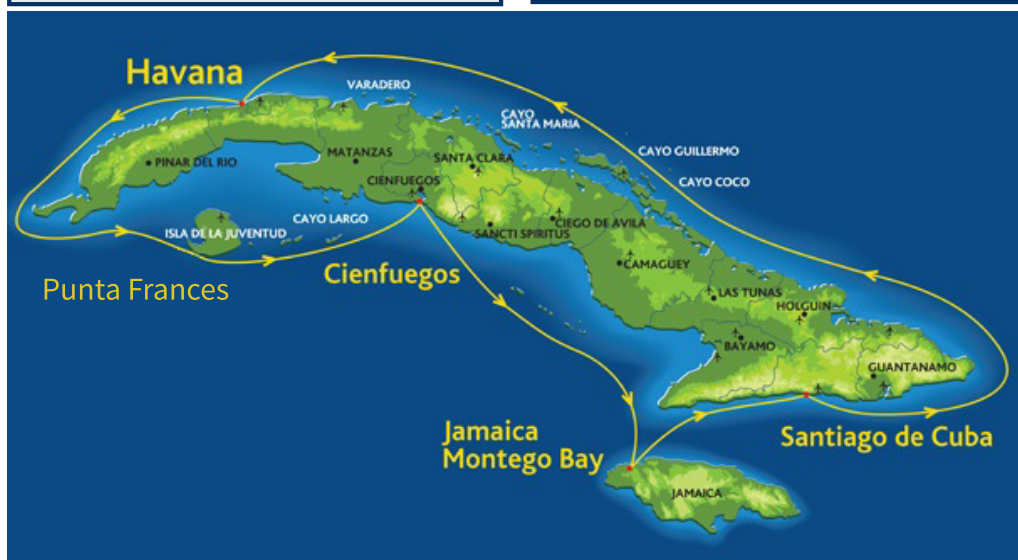 Havana
VARADERO
CAYO
SANTA MARIA
CAYO GUILLERMO
CAYO COCO
PINAR DEL RIO
MATANZAS
SANTA CLARA
CIENFUEGOS
ISLA DE LA JUVENTUD
CAYO LARGO
SANCTI SPIRITUS
CIEGO DE AVILA
Punta Frances
Cienfuegos
CAMAGUEY
LAS TUNAS
HOLGUIN
BAYAMO
GUANTANAMO
Jamaica
Montego Bay
Santiago de Cuba
JAMAICA